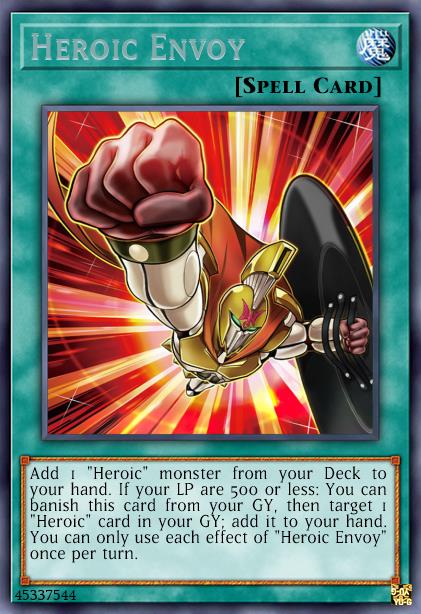 Heroic Envoy
[Spell Card]
Add 1 "Heroic" monster from your Deck to
your hand. If your LP are 500 or less: You can
banish this card from your GY, then target 1
"Heroic" card in your GY; add it to your hand.
You can only use each effect of "Heroic Envoy"
once per turn.
45337544